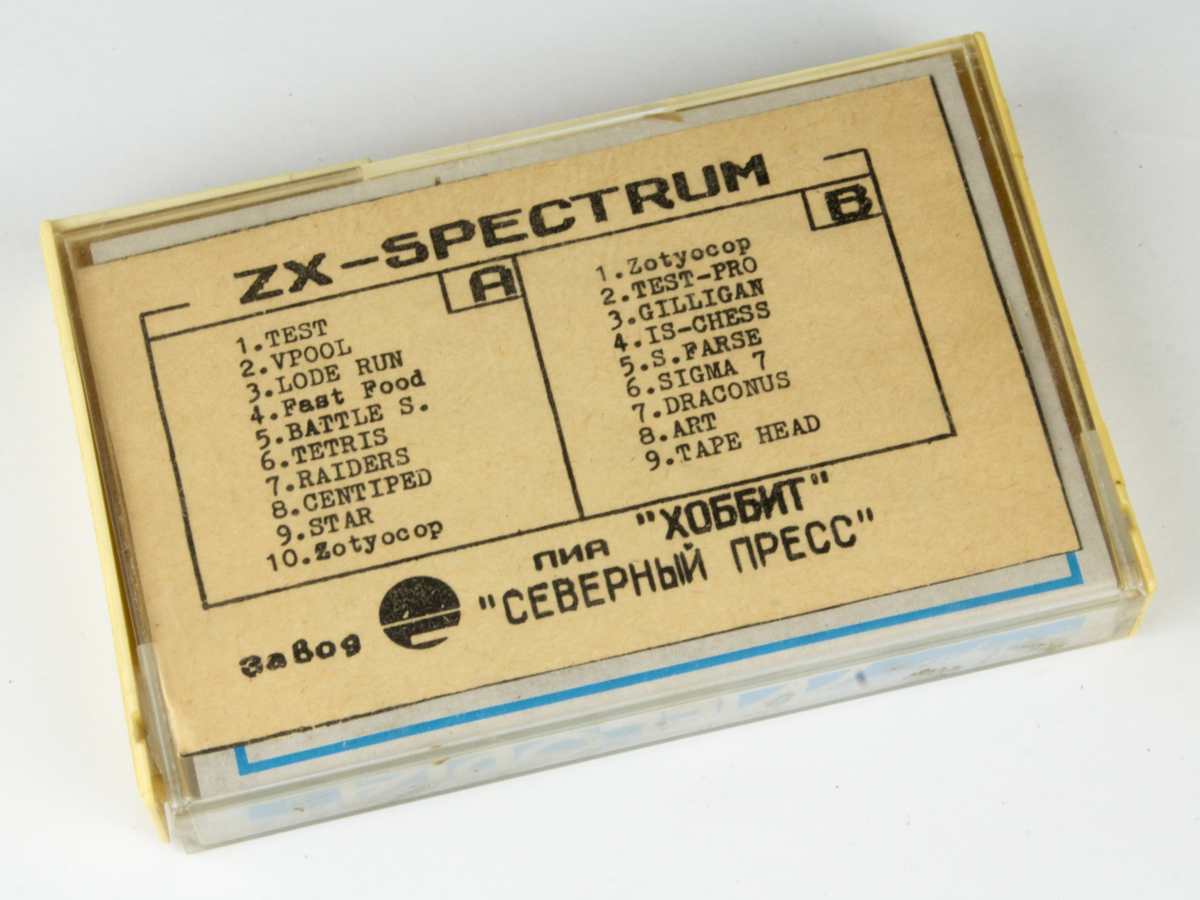 ZX-SPECTRUM
A
1.TEST
2.VPOOL
3.LODE RUN
4.Fast Food
5.BATTLE S.
6.TETRIS
7.RAIDERS
8.CENTIPED
9.STAR
10.Zotyocop
B
1.Zotyocop
2.TEST-PRO
3.GILLIGAN
4.IS-CHESS
5.S.FARSE
6.SIGMA 7
7.DRACONUS
8.ART
9.TAPE HEAD
ПИА "ХОББИТ"
завод "СЕВЕРНЫЙ ПРЕСС"